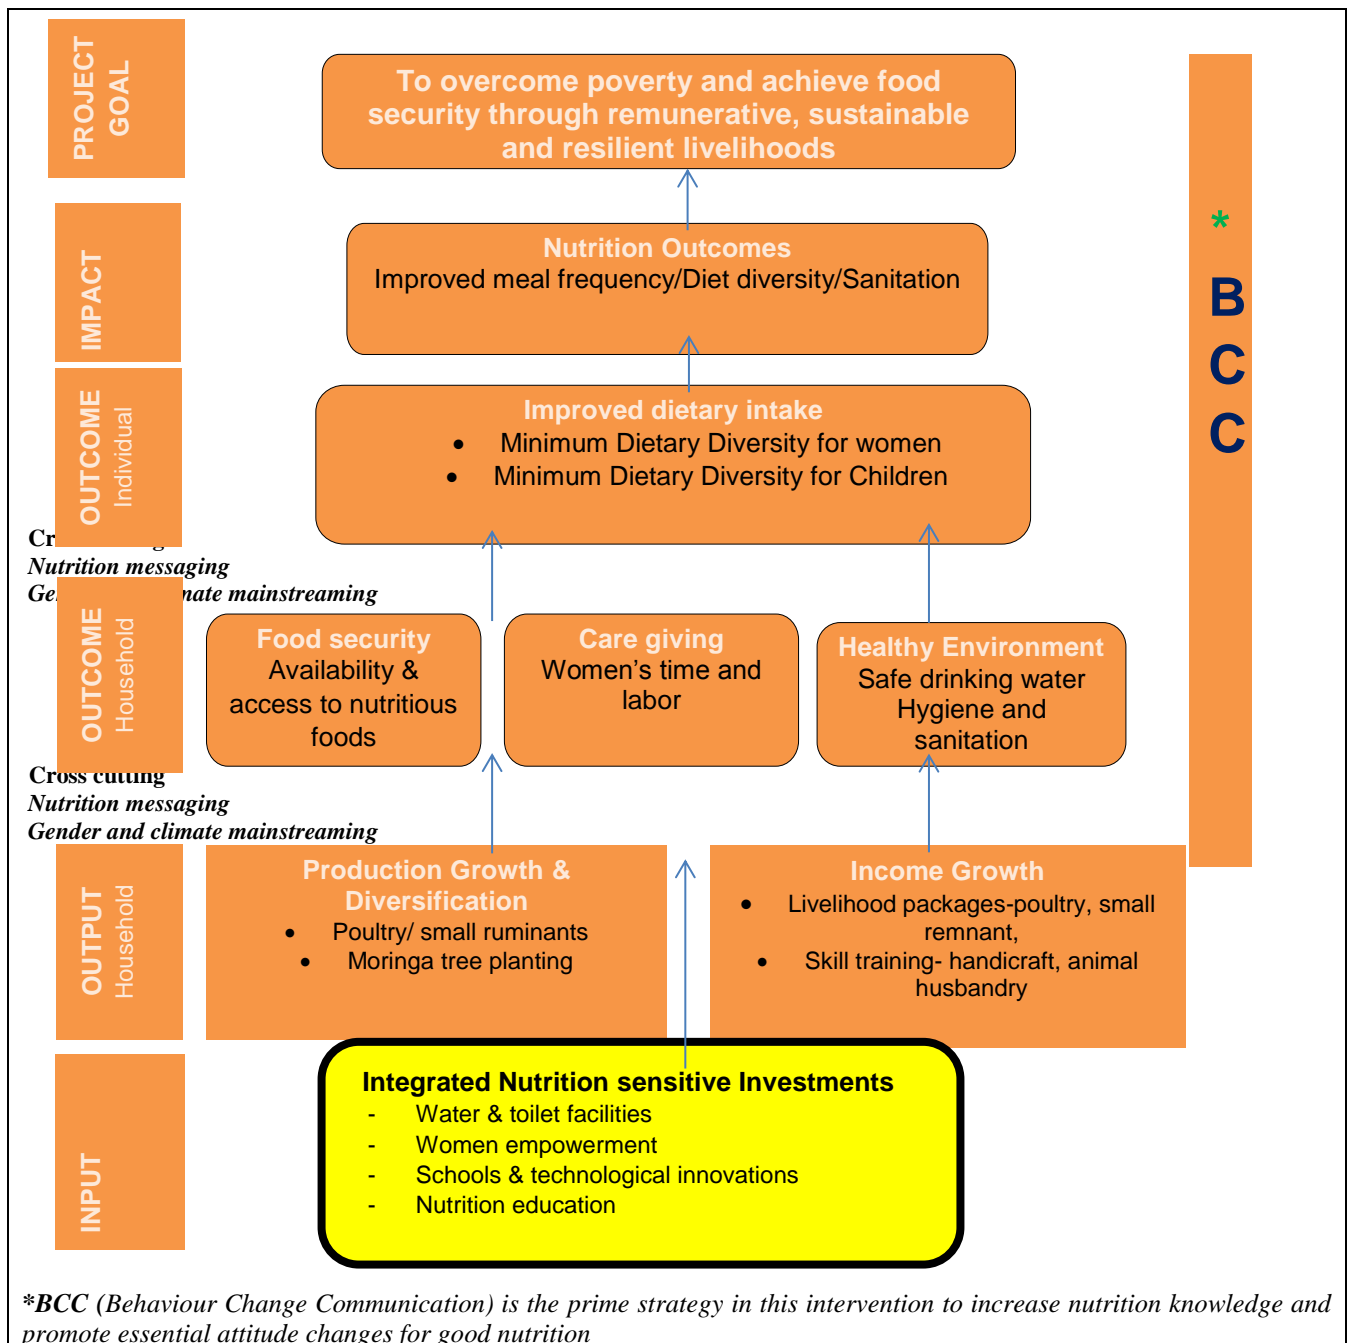 PROJECT
GOAL
To overcome poverty and achieve food
security through remunerative, sustainable
and resilient livelihoods
*
B
C
C
IMPACT
Nutrition Outcomes
Improved meal frequency/Diet diversity/Sanitation
OUTCOME
Individual
Improved dietary intake
• Minimum Dietary Diversity for women
• Minimum Dietary Diversity for Children
Nutrition messaging
mainstreaming
OUTCOME
Household
Food security
Availability &
access to nutritious
foods
Care giving
Women's time and
labor
Healthy Environment
Safe drinking water
Hygiene and
sanitation
Cross cutting
Nutrition messaging
Gender and climate mainstreaming
OUTPUT
Household
Production Growth &
Diversification
• Poultry/ small ruminants
• Moringa tree planting
Income Growth
• Livelihood packages-poultry, small
remnant,
• Skill training- handicraft, animal
husbandry
INPUT
Integrated Nutrition sensitive Investments
- Water & toilet facilities
- Women empowerment
- Schools & technological innovations
- Nutrition education
*BCC (Behaviour Change Communication) is the prime strategy in this intervention to increase nutrition knowledge and
promote essential attitude changes for good nutrition